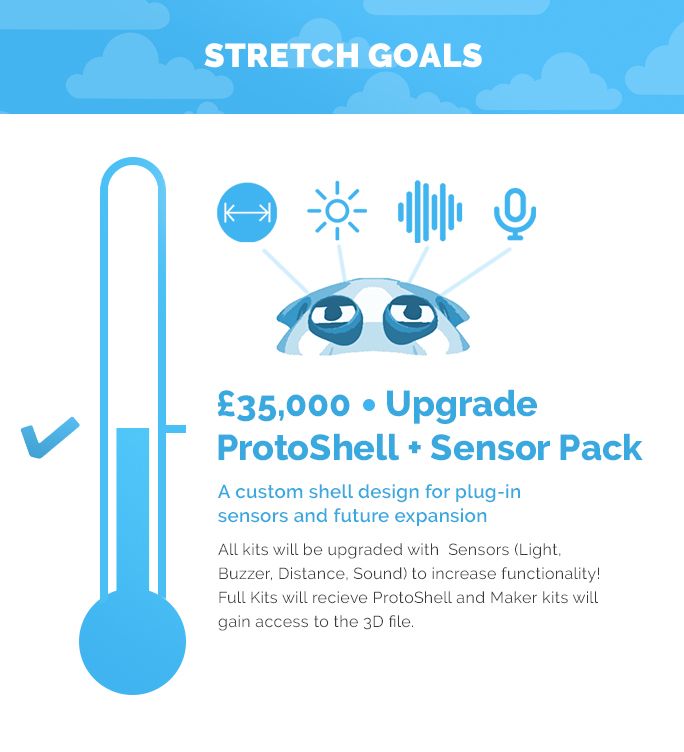 STRETCH GOALS
£35,000 • Upgrade
ProtoShell + Sensor Pack
A custom shell design for plug-in
sensors and future expansion
All kits will be upgraded with  Sensors (Light,
Buzzer, Distance, Sound) to increase functionality!
Full Kits will recieve ProtoShell and Maker kits will
gain access to the 3D file.